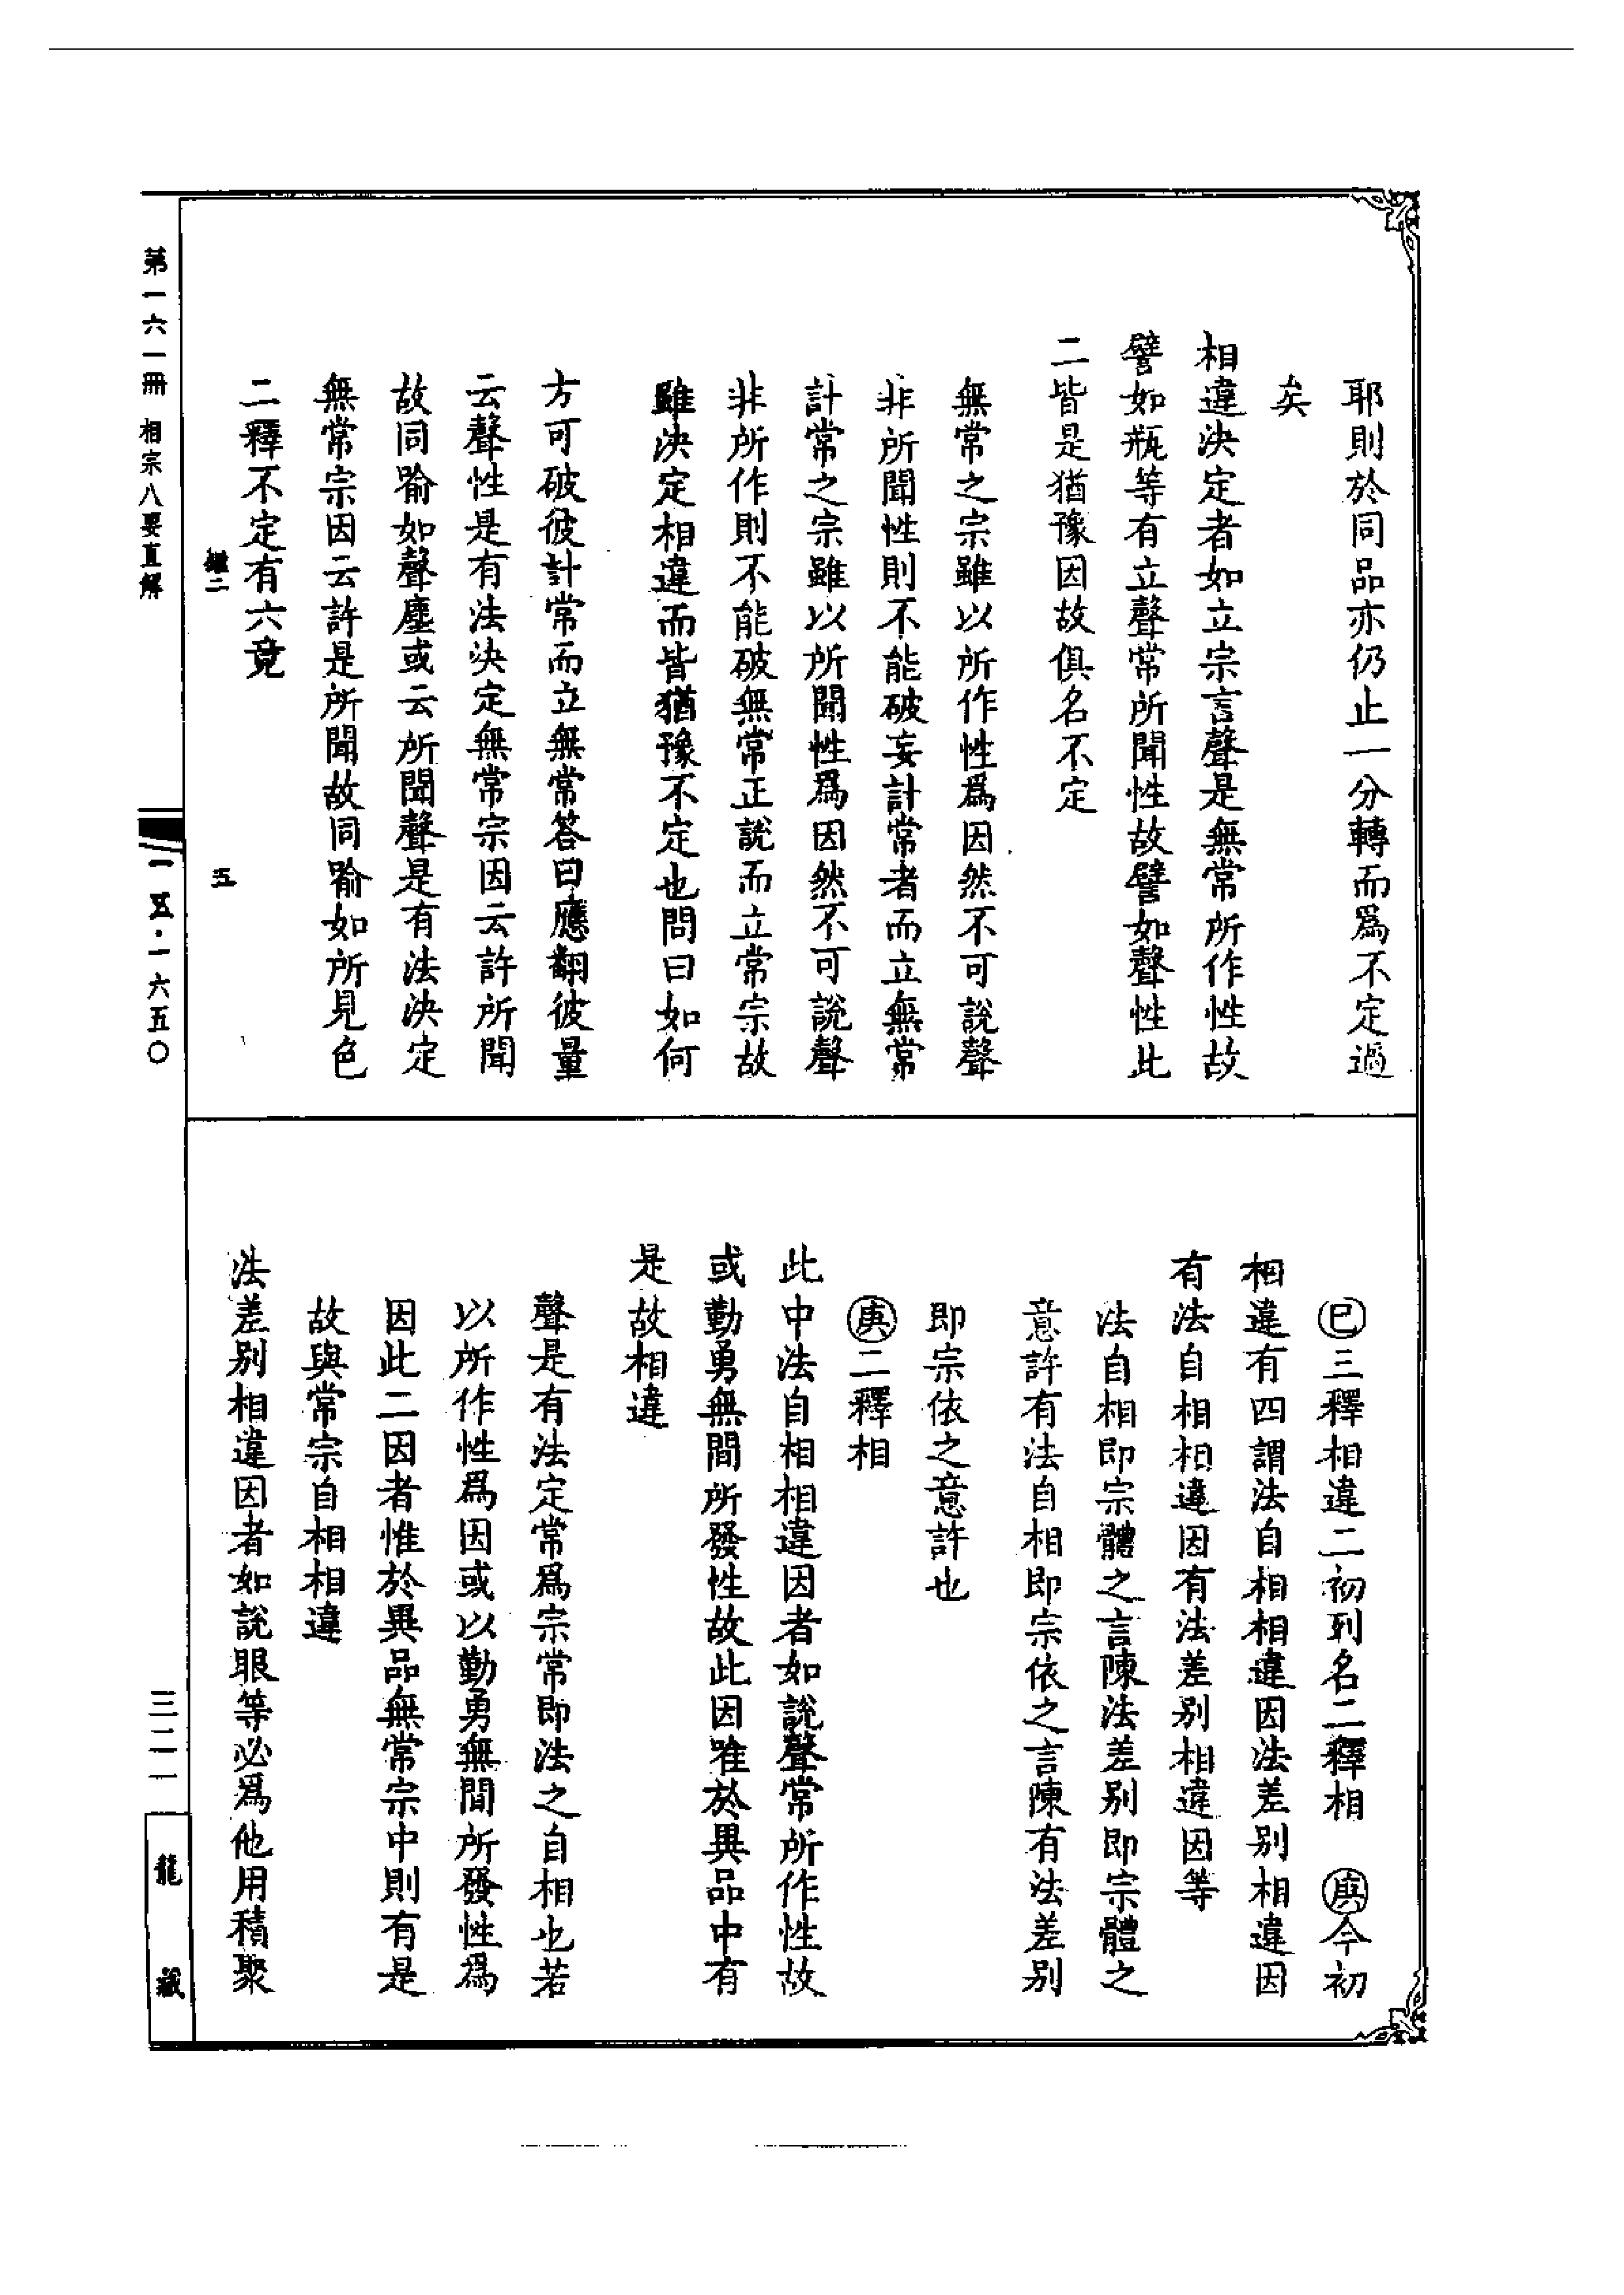 耶則於同品亦仍止一分轉而爲不定過
矣
相違決定者如立宗言聲是無常所作性故
譬如瓶等有立聲常所聞性故譬如聲性此
二皆是猶豫因故俱名不定
無常之宗雖以所作性爲因然不可說聲
非所聞性則不能破妄計常者而立無常
計常之宗雖以所聞性爲因然不可說聲
非所作則不能破無常正說而立常宗故
雖決定相違而皆猶豫不定也問曰如何
方可破彼計常而立無常答曰應翻彼量
云聲性是有法決定無常宗因云許所聞
故同喻如聲塵或云所聞聲是有法決定
無常宗因云許是所聞故同喻如所見色
二釋不定有六竟
繼二
五
㊀三釋相違二初列名二釋相 庚今初
相違有四謂法自相相違因法差別相違因
有法自相相違因有法差別相違因等
法自相即宗體之言陳法差別即宗體之
意許有法自相即宗依之言陳有法差別
即宗依之意許也
庚二釋相
此中法自相相違因者如說聲常所作性故
或勤勇無間所發性故此因唯於異品中有
是故相違
聲是有法定常爲宗常即法之自相也若
以所作性爲因或以勤勇無間所發性爲
因此二因者惟於異品無常宗中則有是
故與常宗自相相違
法差別相違因者如說眼等必爲他用積聚
第一六一冊 相宗八要直解
一五·一六五〇
三二一
龍藏